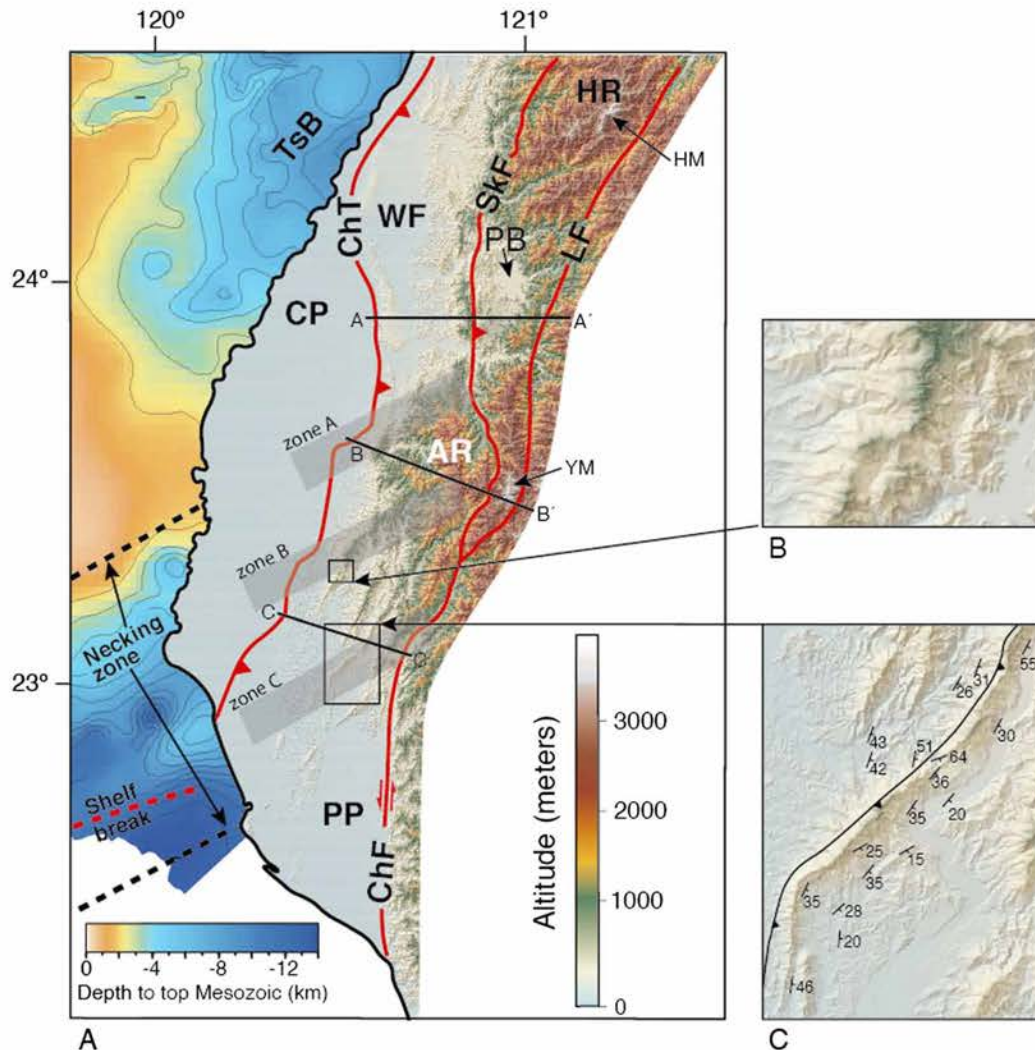 120º
121º
HR
HM
TsB
SkF
ChT
WF
LF
PB
24°
CP
A
A´
zone A
B
AR
YM
B´
zone B
C
C´
Necking
zone
23°
zone C
Shelf
break
PP
ChF
0
-4
-8
-12
Depth to top Mesozoic (km)
Altitude (meters)
3000
2000
1000
0
A
B
55
31
26
30
43
51
64
42
36
20
35
25
15
35
35
28
20
46
C